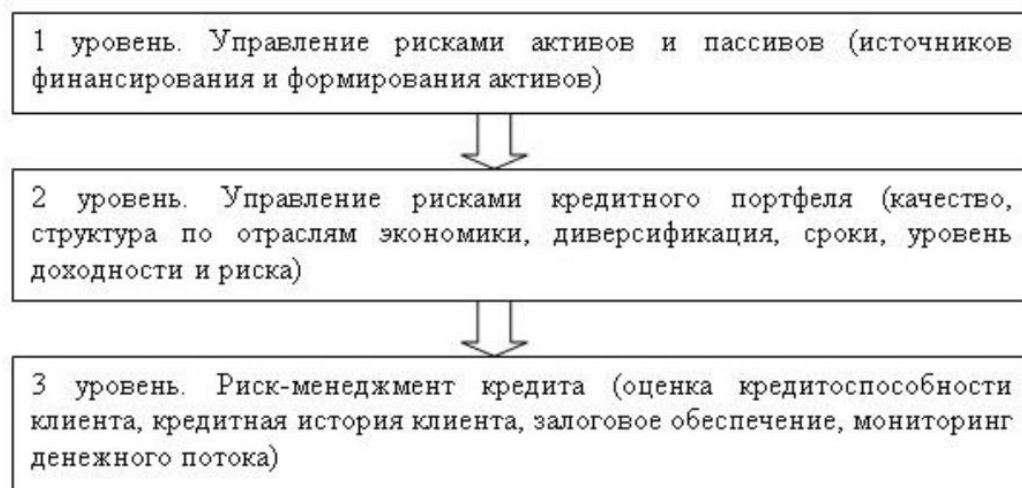 1 уровень. Управление рисками активов и пассивов (источников
финансирования и формирования активов)
2 уровень. Управление рисками кредитного портфеля (качество,
структура по отраслям экономики, диверсификация, сроки, уровень
доходности и риска)
3 уровень. Риск-менеджмент кредита (оценка кредитоспособности
клиента, кредитная история клиента, залоговое обеспечение, мониторинг
денежного потока)